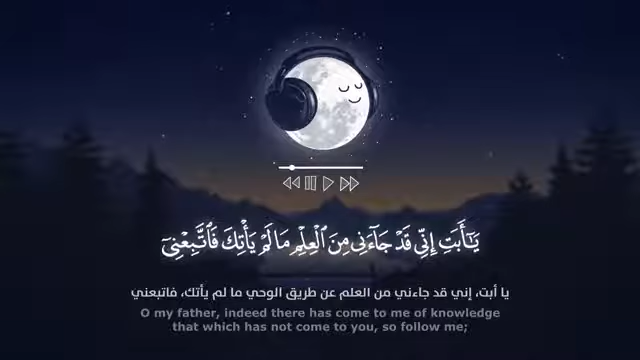 يَـٰٓأَبَتِ إِنِّى قَدْ جَآءَنِى مِنَ ٱلْعِلْمِ مَا لَمْ يَأْتِكَ فَٱتَّبِعْنِىٓ
يا أبت، إني قد جاءني من العلم عن طريق الوحي ما لم يأتك، فاتبعني
O my father, indeed there has come to me of knowledge
that which has not come to you, so follow me;